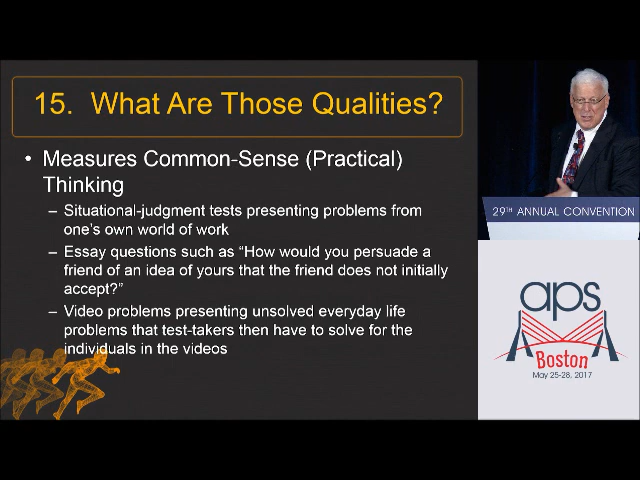 15. What Are Those Qualities?
• Measures Common-Sense (Practical)
Thinking
– Situational-judgment tests presenting problems from
one's own world of work
– Essay questions such as “How would you persuade a
friend of an idea of yours that the friend does not initially
accept?”
– Video problems presenting unsolved everyday life
problems that test-takers then have to solve for the
individuals in the videos
29TH ANNUAL CONVENTION
aps
Boston
May 25-28, 2017